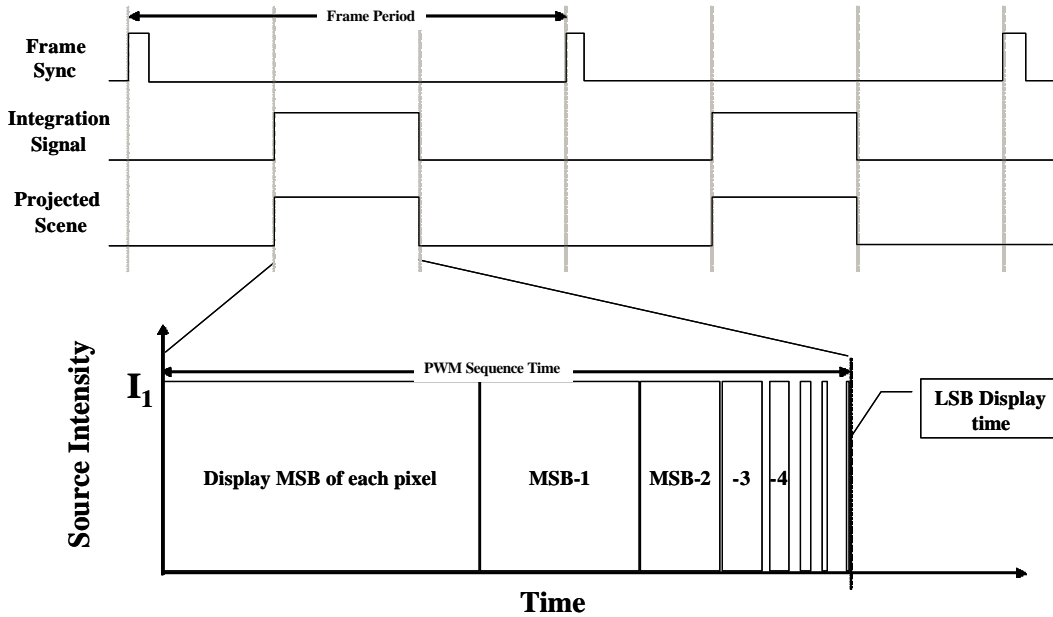 Frame Period
Frame
Sync
Integration
Signal
Projected
Scene
PWM Sequence Time
I1
Source Intensity
Display MSB of each pixel
MSB-1
MSB-2
-3
-4
LSB Display
time
Time